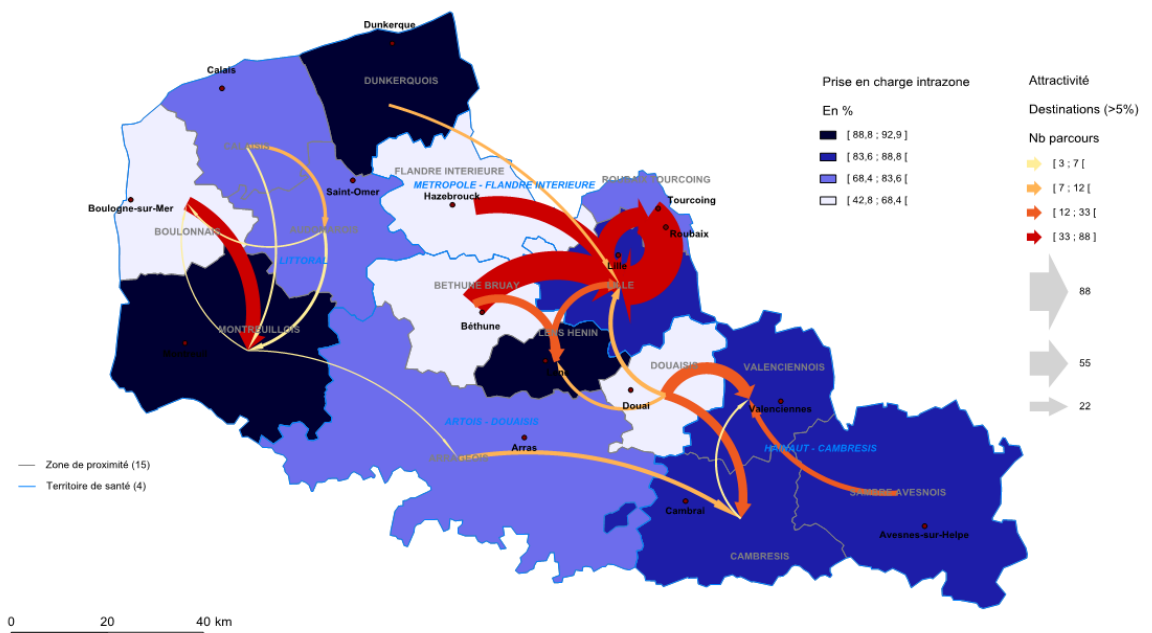 Dunkerque
DUNKERQUOIS
Calais
CALAISIS
FLANDRE INTERIEURE
METROPOLE - FLANDRE INTERIEURE
ROUBAIX TOURCOING
Saint-Omer
Hazebrouck
Tourcoing
Boulogne-sur-Mer
BOULONNAIS
AUDOMAROIS
Roubaix
LITTORAL
Lille
LILLE
BETHUNE BRUAY
Béthune
MONTREUILLOIS
LENS HENIN
DOUAISIS
VALENCIENNOIS
Douai
Valenciennes
ARTOIS - DOUAISIS
Arras
HAINAUT - CAMBRESIS
SAMBRE AVESNOIS
Cambrai
Avesnes-sur-Helpe
CAMBRESIS
Prise en charge intrazone
En %
[ 88,8 ; 92,9 ]
[ 83,6 ; 88,8 [
[ 68,4 ; 83,6 [
[ 42,8 ; 68,4 [
Attractivité
Destinations (>5%)
Nb parcours
[ 3 ; 7 [
[ 7 ; 12 [
[ 12 ; 33 [
[ 33 ; 88 ]
88
55
22
Zone de proximité (15)
Territoire de santé (4)
0 20 40 km